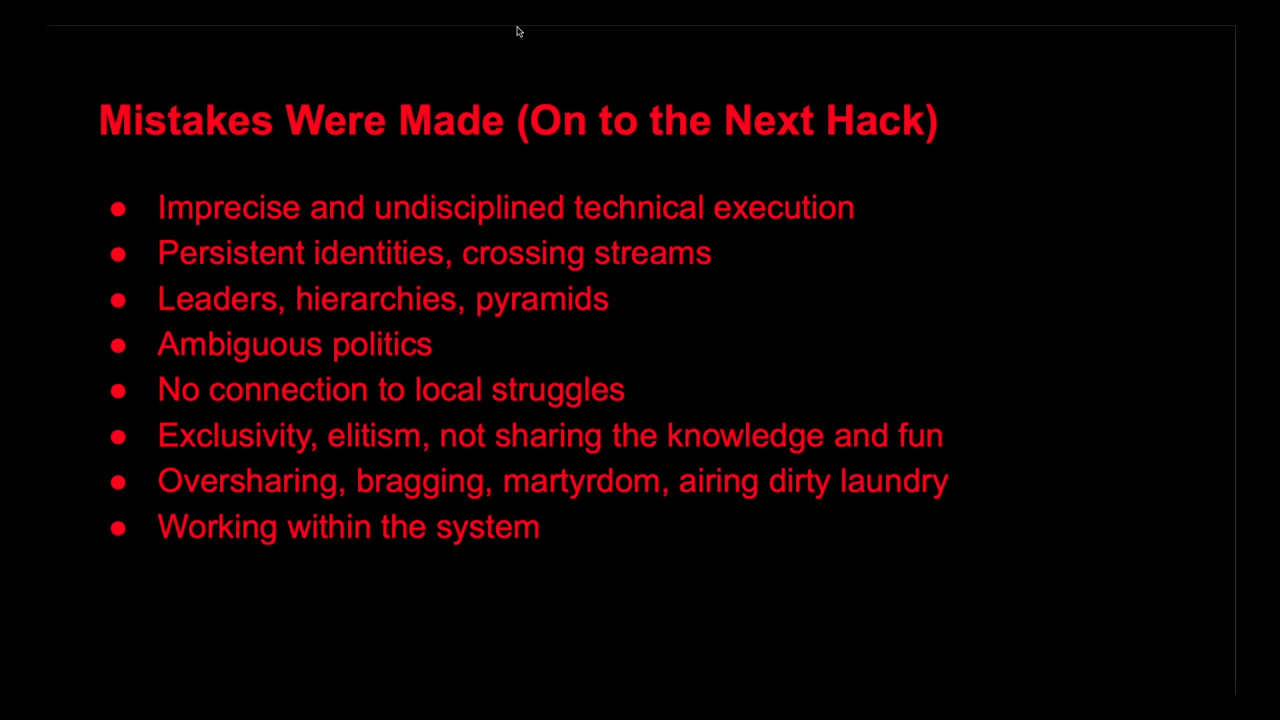 Mistakes Were Made (On to the Next Hack)
● Imprecise and undisciplined technical execution
● Persistent identities, crossing streams
● Leaders, hierarchies, pyramids
● Ambiguous politics
● No connection to local struggles
● Exclusivity, elitism, not sharing the knowledge and fun
● Oversharing, bragging, martyrdom, airing dirty laundry
● Working within the system